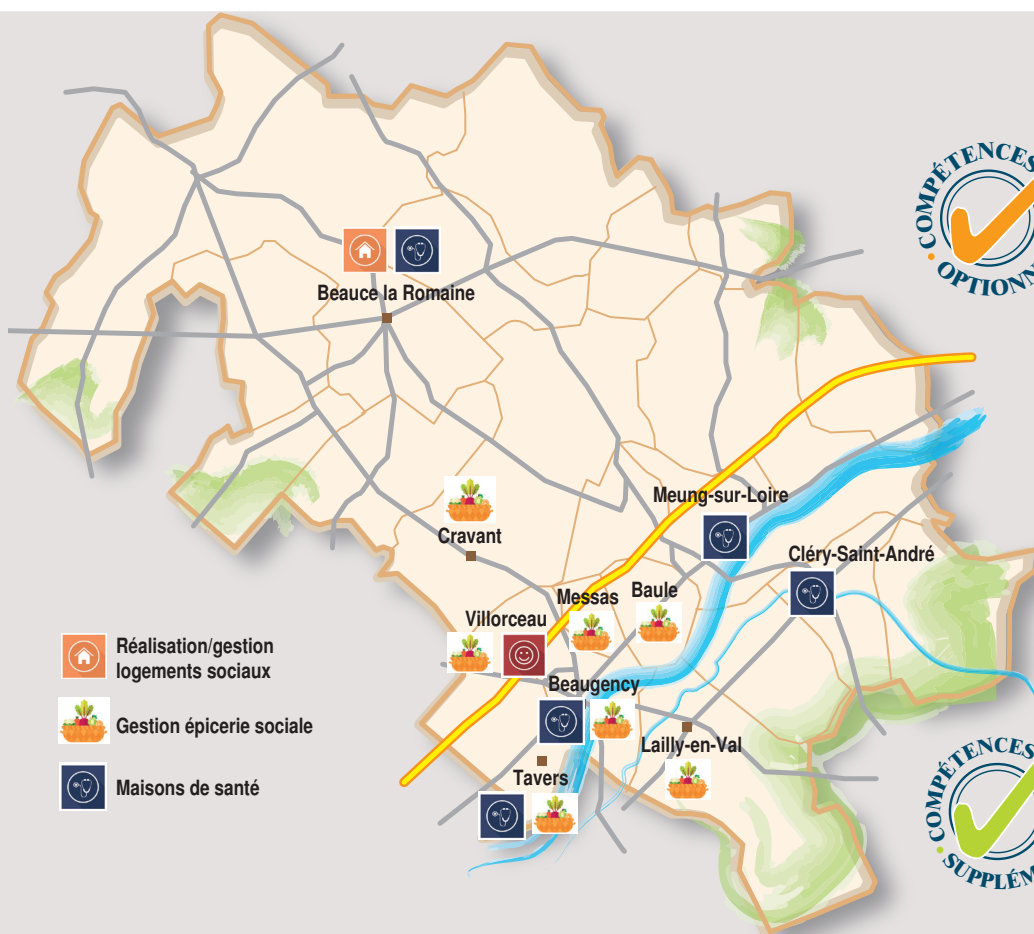 COMPÉTENCES
OPTIONN
Beauce la Romaine
Meung-sur-Loire
Cravant
Cléry-Saint-André
Messas
Baule
Villorceau
Réalisation/gestion
logements sociaux
Beaugency
Gestion épicerie sociale
Lailly-en-Val
Tavers
Maisons de santé
COMPÉTENCES
SUPPLÉM